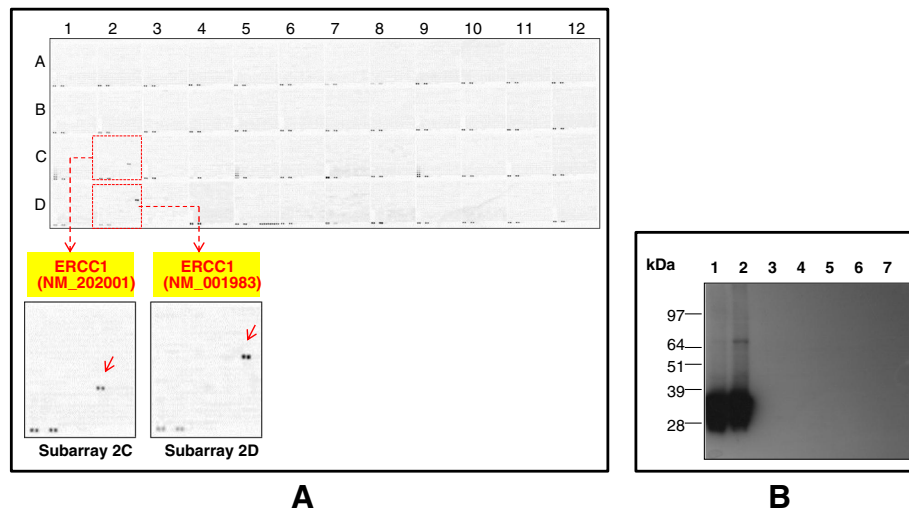 1 2 3 4 5 6 7 8 9 10 11 12
A
B
C
D
ERCC1
(NM_202001)
ERCC1
(NM_001983)
Subarray 2C
Subarray 2D
A
kDa 1 2 3 4 5 6 7
97
64
51
39
28
B